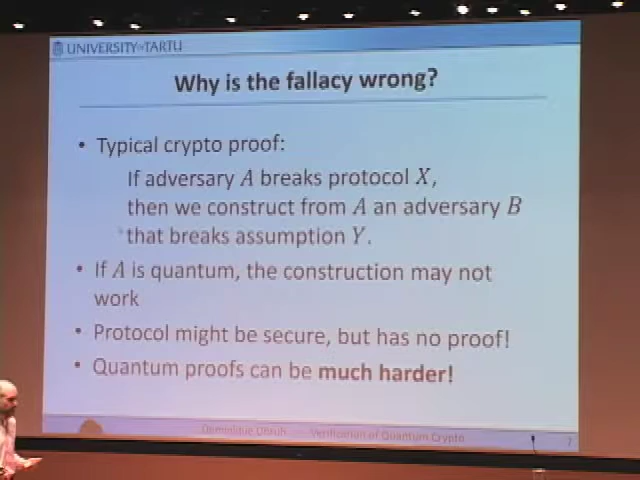 UNIVERSITY OF TARTU
Why is the fallacy wrong?
• Typical crypto proof:
If adversary A breaks protocol X,
then we construct from A an adversary B
that breaks assumption Y.
• If A is quantum, the construction may not
work
• Protocol might be secure, but has no proof!
• Quantum proofs can be much harder!
Dominique Unruh Verification of Quantum Crypto 7